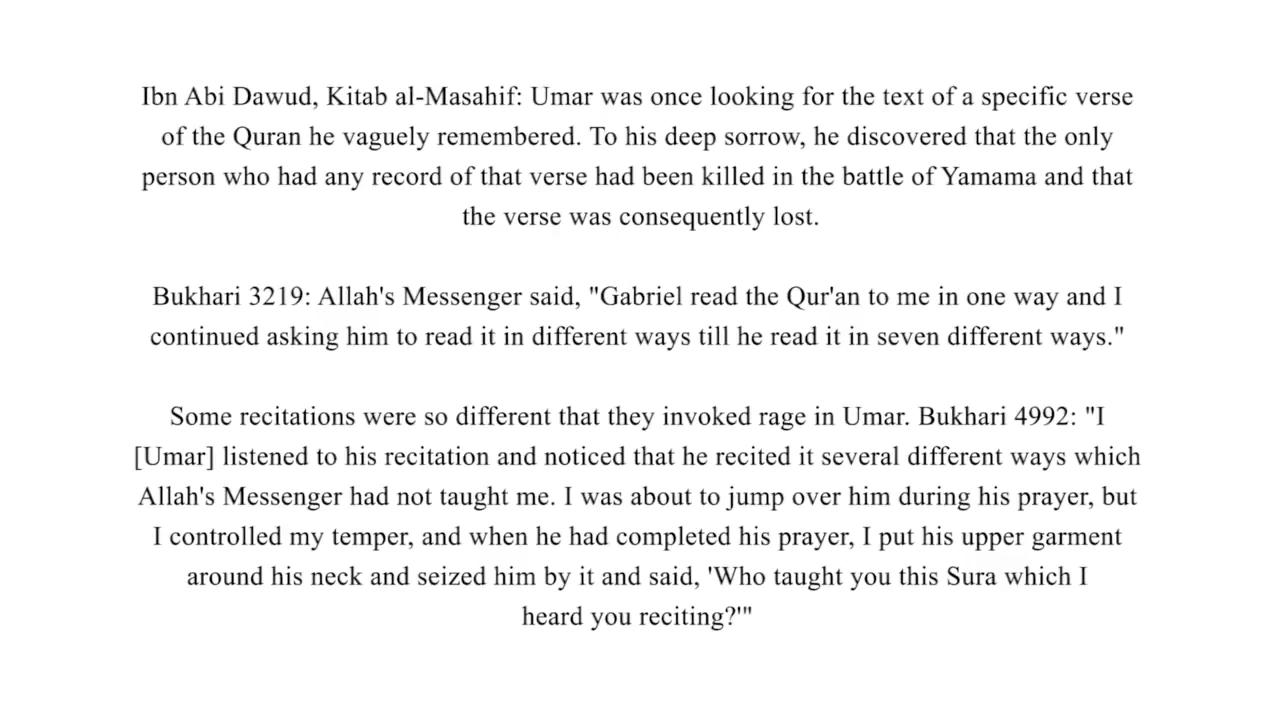 Ibn Abi Dawud, Kitab al-Masahif: Umar was once looking for the text of a specific verse
of the Quran he vaguely remembered. To his deep sorrow, he discovered that the only
person who had any record of that verse had been killed in the battle of Yamama and that
the verse was consequently lost.
Bukhari 3219: Allah's Messenger said, "Gabriel read the Qur'an to me in one way and I
continued asking him to read it in different ways till he read it in seven different ways."
Some recitations were so different that they invoked rage in Umar. Bukhari 4992: "I
[Umar] listened to his recitation and noticed that he recited it several different ways which
Allah's Messenger had not taught me. I was about to jump over him during his prayer, but
I controlled my temper, and when he had completed his prayer, I put his upper garment
around his neck and seized him by it and said, 'Who taught you this Sura which I
heard you reciting?'"